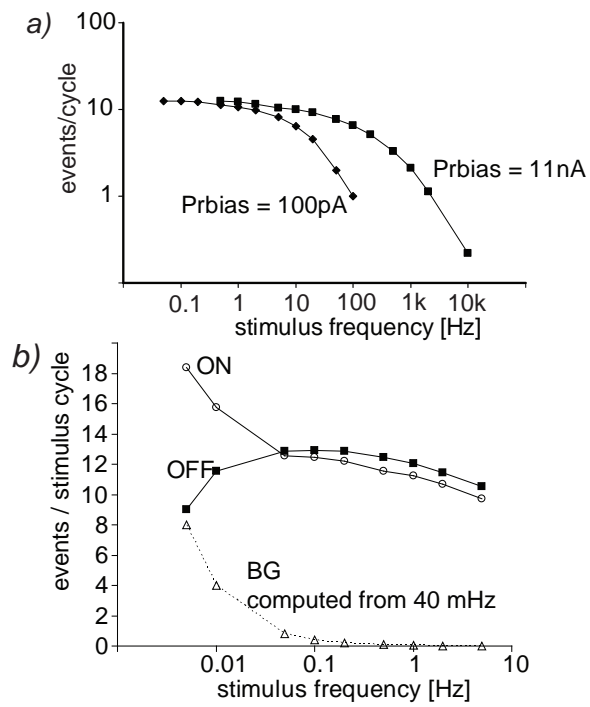 a)
100
10
1
events/cycle
Prbias = 11nA
Prbias = 100pA
0.1 1 10 100 1k 10k
stimulus frequency [Hz]
b)
18
16
14
12
10
8
6
4
2
0
events / stimulus cycle
ON
OFF
BG
computed from 40 mHz
0.01 0.1 1 10
stimulus frequency [Hz]